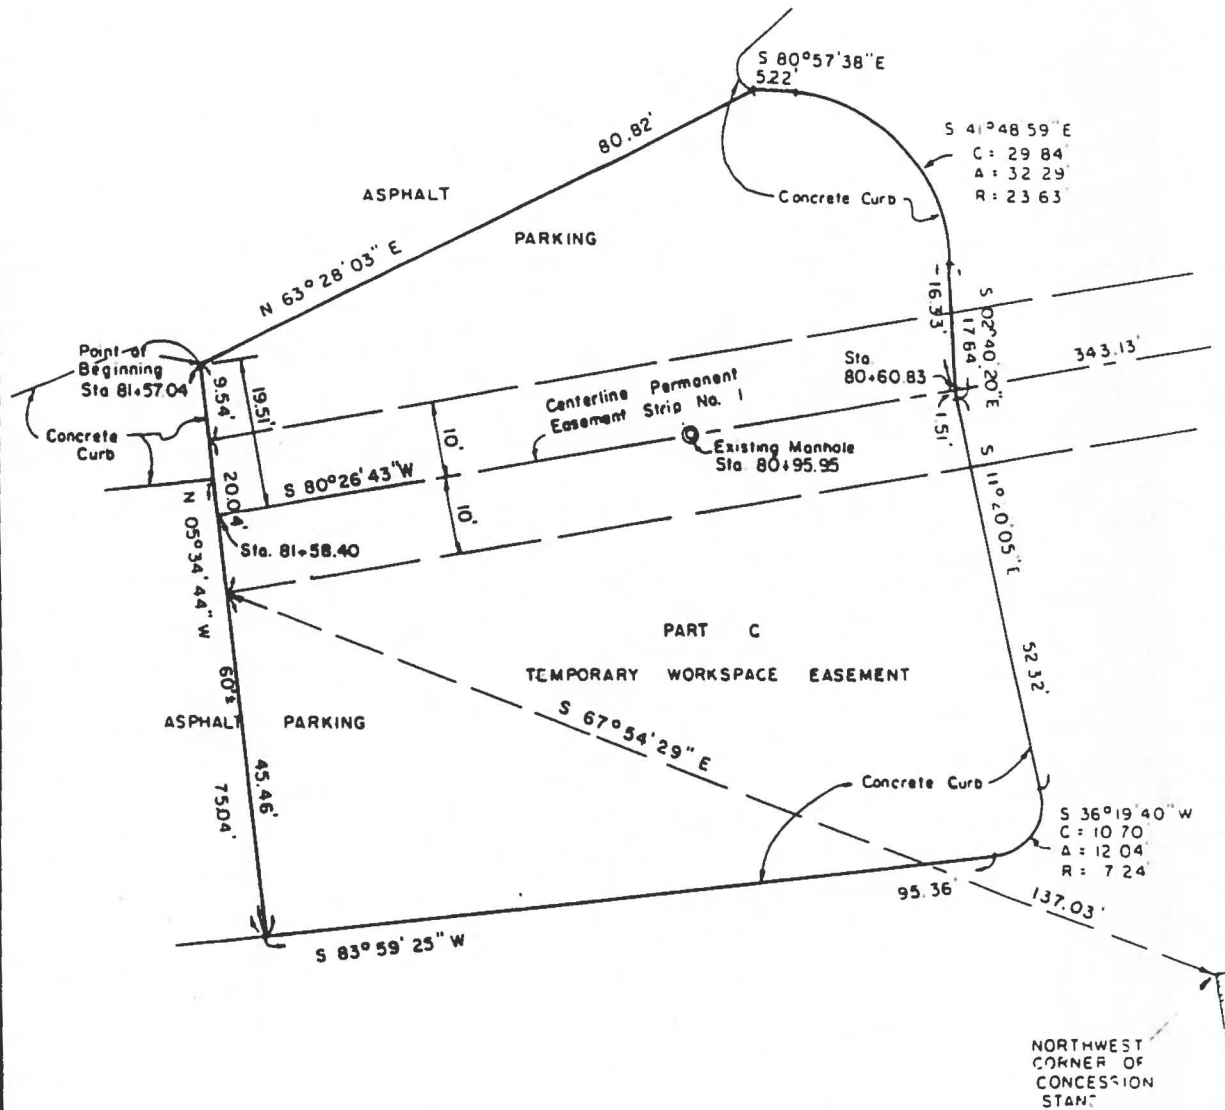 S 80°57'38"E
5.22'
80.82'
S 41°48'59"E
C: 29 84'
Δ: 32 29'
R: 23 63'
ASPHALT
Concrete Curb
PARKING
N 63°28'03"E
16.33'
S 02°40'20"E
17.64'
343.13'
Point of
Beginning
Sta 81+57.04
9.54'
19.51'
Sta.
80+60.83
1.51'
Centerline Permanent
Easement Strip No. 1
Concrete
Curb
10'
Existing Manhole
Sta. 80+95.95
S 80°26'43"W
20.04'
10'
S 11°20'05"E
Sta. 81+58.40
N 05°34'44"W
PART C
TEMPORARY WORKSPACE EASEMENT
52.32'
60'±
ASPHALT PARKING
S 67°54'29"E
45.46'
75.04'
Concrete Curb
S 36°19'40"W
C: 10 70'
Δ: 12 04'
R: 7 24'
95.36'
137.03'
S 83°59'25"W
NORTHWEST
CORNER OF
CONCESSION